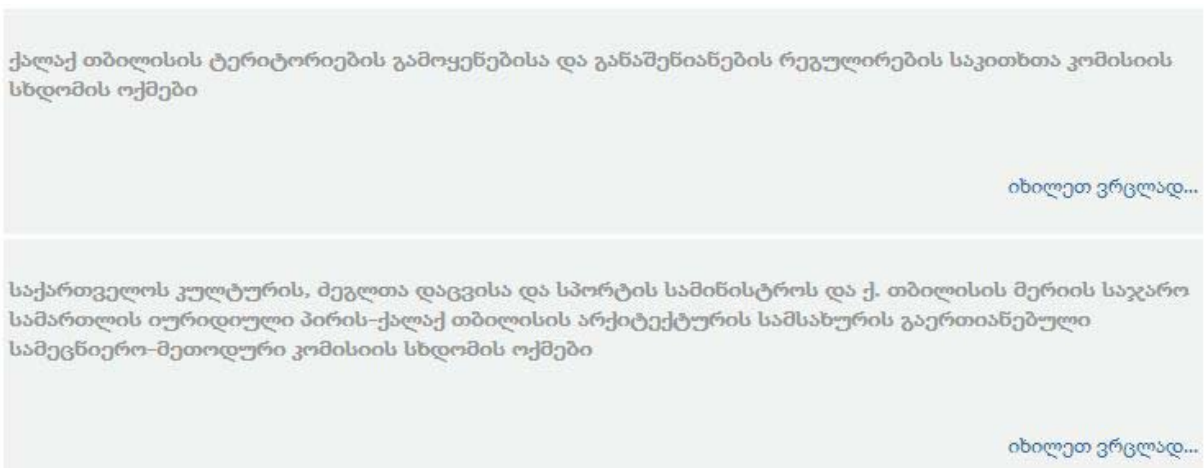 ქალაქ თბილისის ტერიტორიების გამოყენებისა და განაშენიანების რეგულირების საკითხთა კომისიის
სხდომის ოქმები
იხილეთ ვრცლად...
საქართველოს კულტურის, ძეგლთა დაცვისა და სპორტის სამინისტროს და ქ. თბილისის მერიის საჯარო
სამართლის იურიდიული პირის-ქალაქ თბილისის არქიტექტურის სამსახურის გაერთიანებული
სამეცნიერო-მეთოდური კომისიის სხდომის ოქმები
იხილეთ ვრცლად...